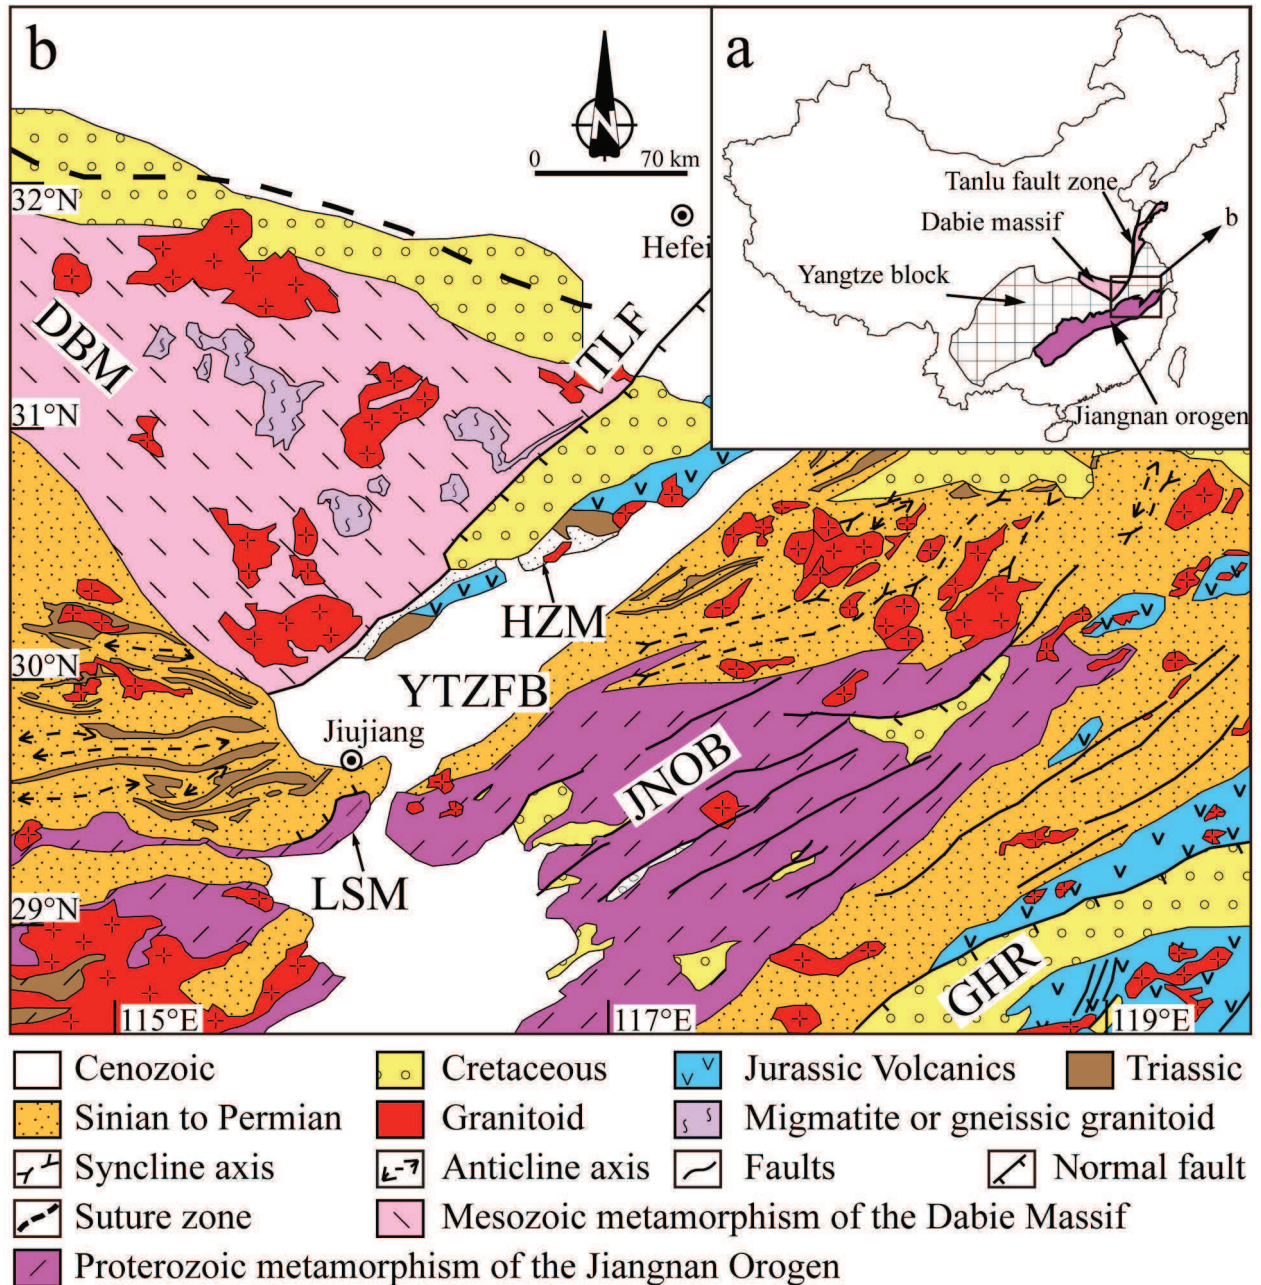 b
N
0 70 km
32°N
Hefei
DBM
TLF
31°N
HZM
30°N
YTZFB
Jiujiang
JNOB
LSM
29°N
GHR
115°E
117°E
119°E
a
Tanlu fault zone
Dabie massif
b
Yangtze block
Jiangnan orogen
Cenozoic
Cretaceous
Jurassic Volcanics
Triassic
Sinian to Permian
Granitoid
Migmatite or gneissic granitoid
Syncline axis
Anticline axis
Faults
Normal fault
Suture zone
Mesozoic metamorphism of the Dabie Massif
Proterozoic metamorphism of the Jiangnan Orogen